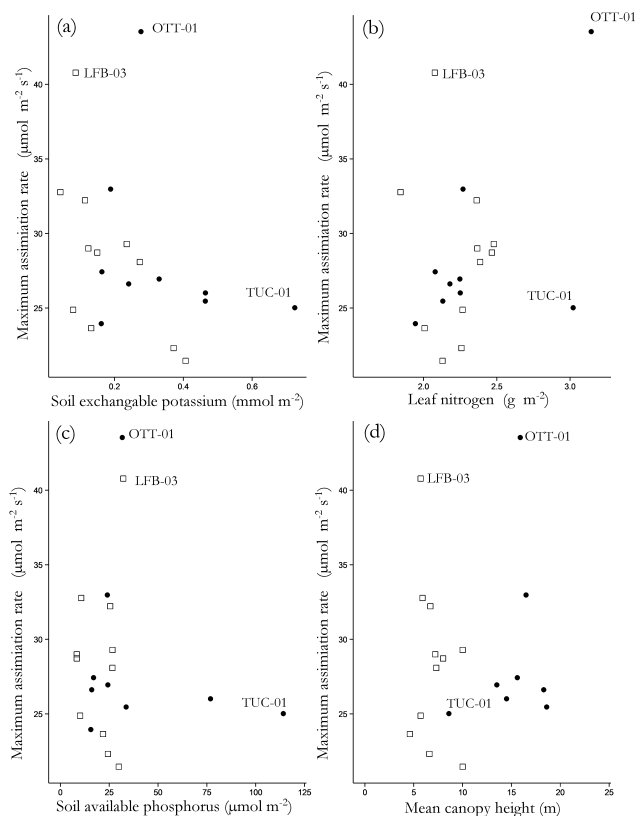 (a)
OTT-01
LFB-03
TUC-01
40
35
30
25
Maximum assimiation rate (μmol m-2 s-1)
0.2 0.4 0.6
Soil exchangable potassium (mmol m-2)
(b)
OTT-01
LFB-03
TUC-01
40
35
30
25
Maximum assimiation rate (μmol m-2 s-1)
2.0 2.5 3.0
Leaf nitrogen (g m-2)
(c)
OTT-01
LFB-03
TUC-01
40
35
30
25
Maximum assimiation rate (μmol m-2 s-1)
0 25 50 75 100 125
Soil available phosphorus (μmol m-2)
(d)
OTT-01
LFB-03
TUC-01
40
35
30
25
Maximum assimiation rate (μmol m-2 s-1)
0 5 10 15 20 25
Mean canopy height (m)